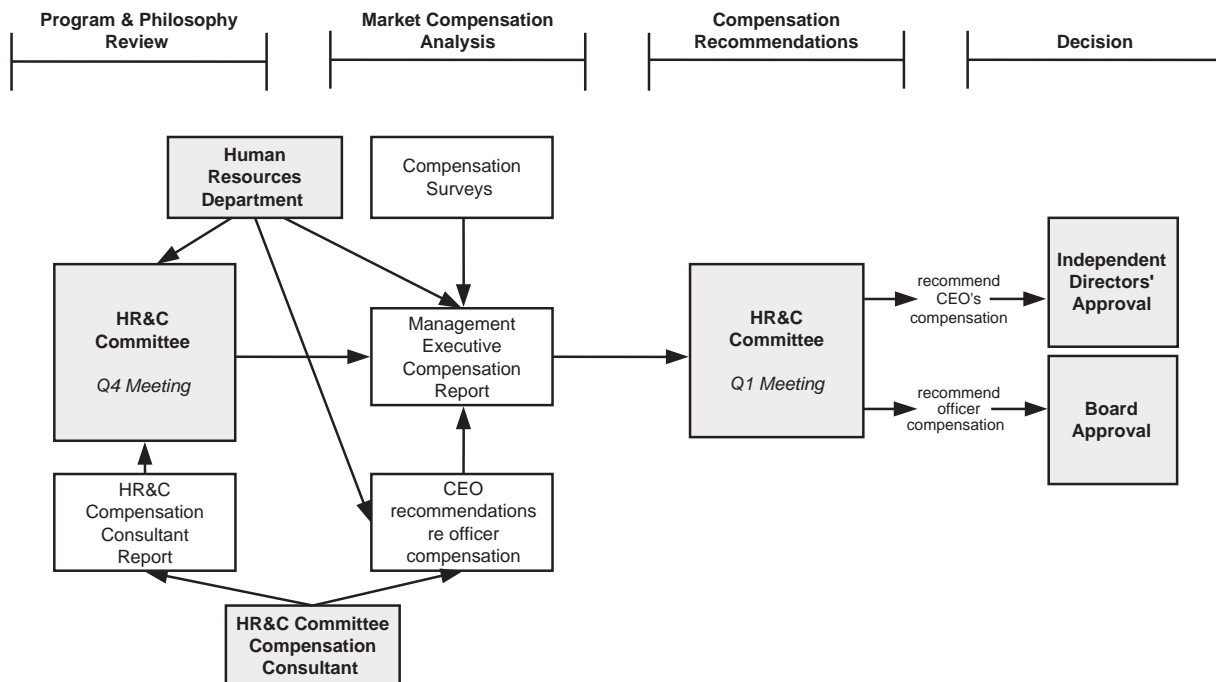 Program & Philosophy
Review
Market Compensation
Analysis
Compensation
Recommendations
Decision
Human
Resources
Department
Compensation
Surveys
HR&C
Committee
Q4 Meeting
Management
Executive
Compensation
Report
HR&C
Committee
Q1 Meeting
recommend
CEO's
compensation
Independent
Directors'
Approval
recommend
officer
compensation
Board
Approval
HR&C
Compensation
Consultant
Report
CEO
recommendations
re officer
compensation
HR&C Committee
Compensation
Consultant